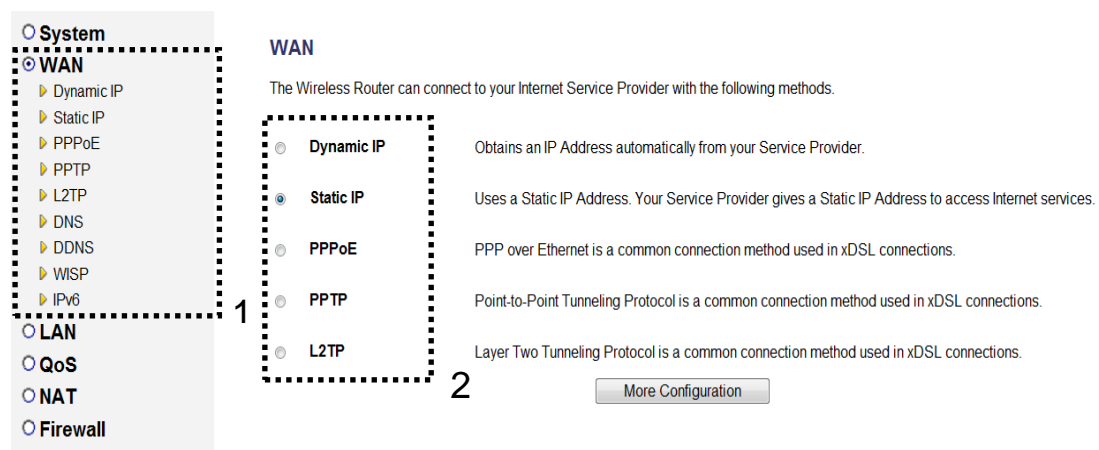 System
WAN
Dynamic IP
Static IP
PPPoE
PPTP
L2TP
DNS
DDNS
WISP
IPv6
LAN
QoS
NAT
Firewall
1
WAN
The Wireless Router can connect to your Internet Service Provider with the following methods.
Dynamic IP Obtains an IP Address automatically from your Service Provider.
Static IP Uses a Static IP Address. Your Service Provider gives a Static IP Address to access Internet services.
PPPoE PPP over Ethernet is a common connection method used in xDSL connections.
PPTP Point-to-Point Tunneling Protocol is a common connection method used in xDSL connections.
L2TP Layer Two Tunneling Protocol is a common connection method used in xDSL connections.
2
More Configuration